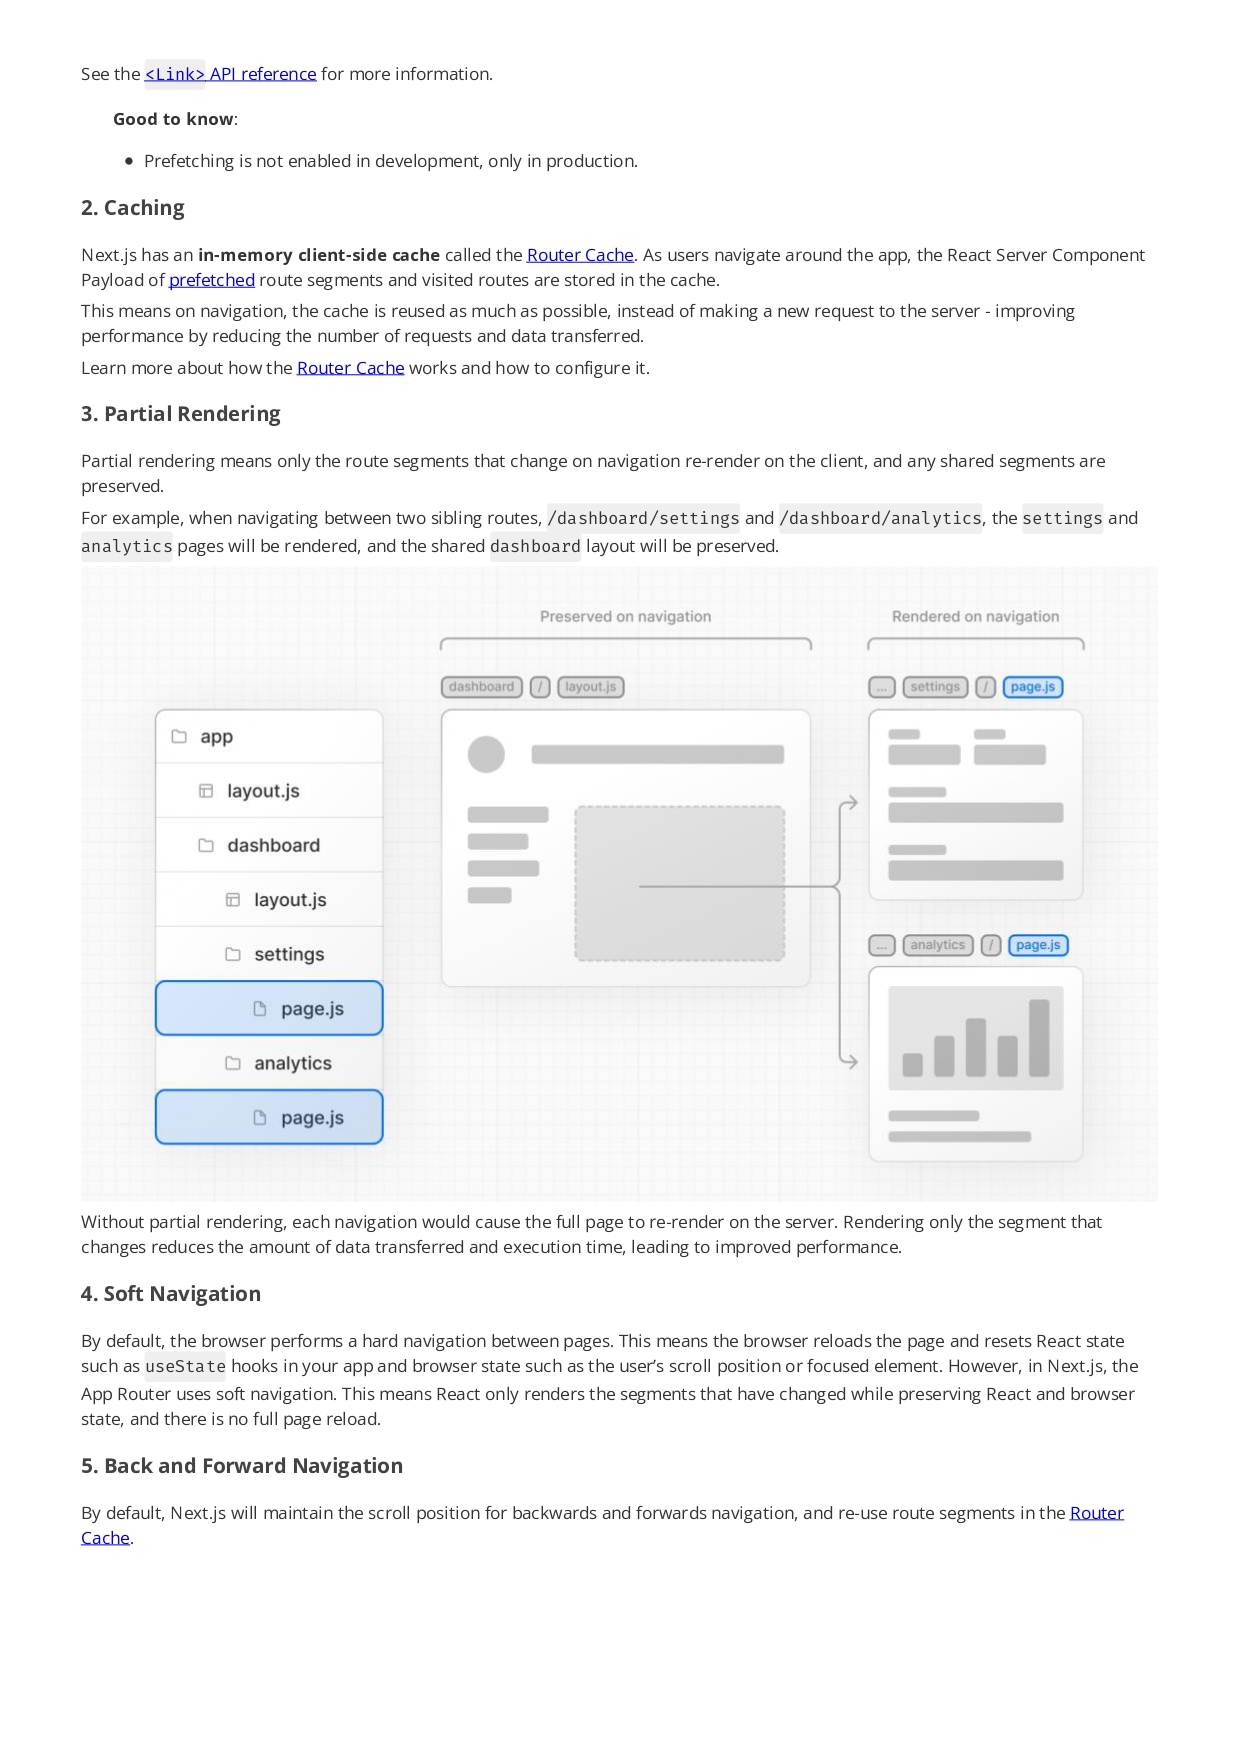 See the <Link> API reference for more information.
Good to know:
• Prefetching is not enabled in development, only in production.
2. Caching
Next.js has an in-memory client-side cache called the Router Cache. As users navigate around the app, the React Server Component
Payload of prefetched route segments and visited routes are stored in the cache.
This means on navigation, the cache is reused as much as possible, instead of making a new request to the server - improving
performance by reducing the number of requests and data transferred.
Learn more about how the Router Cache works and how to configure it.
3. Partial Rendering
Partial rendering means only the route segments that change on navigation re-render on the client, and any shared segments are
preserved.
For example, when navigating between two sibling routes, /dashboard/settings and /dashboard/analytics, the settings and
analytics pages will be rendered, and the shared dashboard layout will be preserved.
Preserved on navigation
Rendered on navigation
dashboard / layout.js
... settings / page.js
app
layout.js
dashboard
layout.js
settings
page.js
analytics
page.js
... analytics / page.js
Without partial rendering, each navigation would cause the full page to re-render on the server. Rendering only the segment that
changes reduces the amount of data transferred and execution time, leading to improved performance.
4. Soft Navigation
By default, the browser performs a hard navigation between pages. This means the browser reloads the page and resets React state
such as useState hooks in your app and browser state such as the user’s scroll position or focused element. However, in Next.js, the
App Router uses soft navigation. This means React only renders the segments that have changed while preserving React and browser
state, and there is no full page reload.
5. Back and Forward Navigation
By default, Next.js will maintain the scroll position for backwards and forwards navigation, and re-use route segments in the Router
Cache.